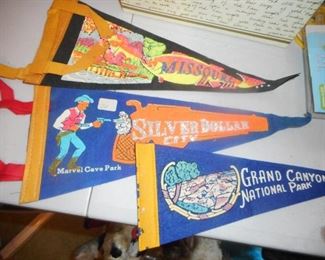 MISSOURI
SILVER DOLLAR
CITY
Marvel Cave Park
GRAND CANYON
NATIONAL PARK